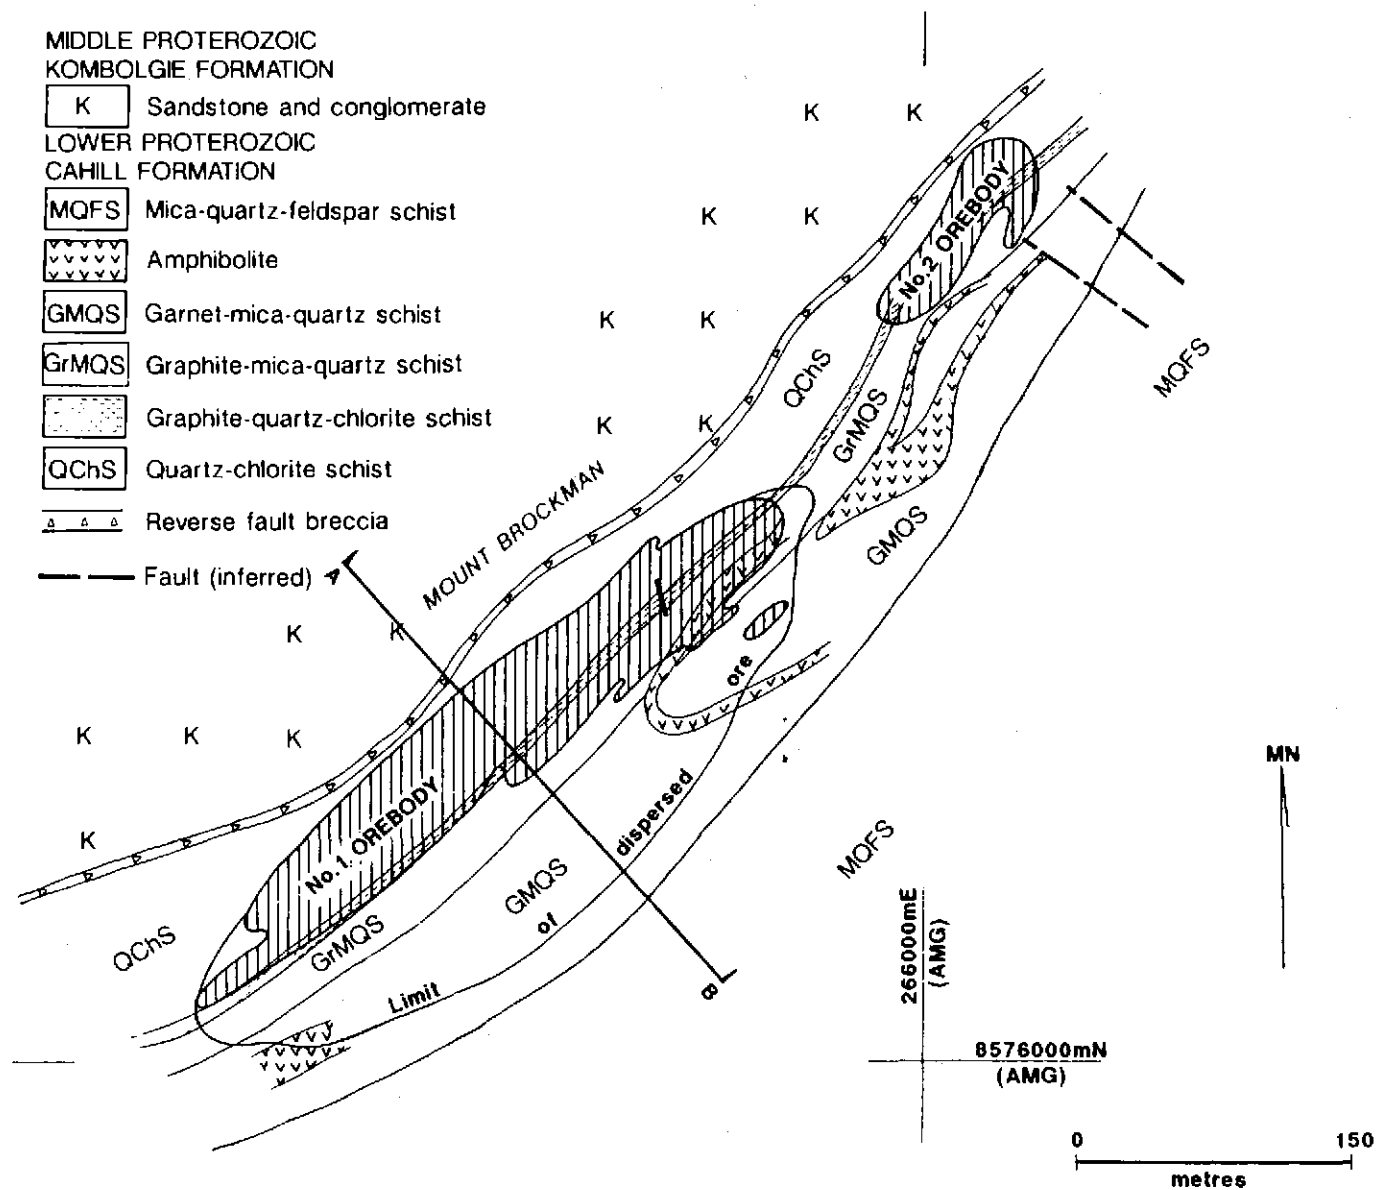 MIDDLE PROTEROZOIC
KOMBOLGIE FORMATION
K Sandstone and conglomerate
LOWER PROTEROZOIC
CAHILL FORMATION
MQFS Mica-quartz-feldspar schist
Amphibolite
GMQS Garnet-mica-quartz schist
GrMQS Graphite-mica-quartz schist
Graphite-quartz-chlorite schist
QChS Quartz-chlorite schist
Reverse fault breccia
Fault (inferred)
K K
K K
K K
K K
K K
K K K
K
A
MOUNT BROCKMAN
No.2 OREBODY
QChS
GrMQS
MQFS
GMQS
No.1 OREBODY
ore
dispersed
of
Limit
GMQS
GrMQS
QChS
MQFS
B
MN
266000mE
(AMG)
8576000mN
(AMG)
0 150
metres